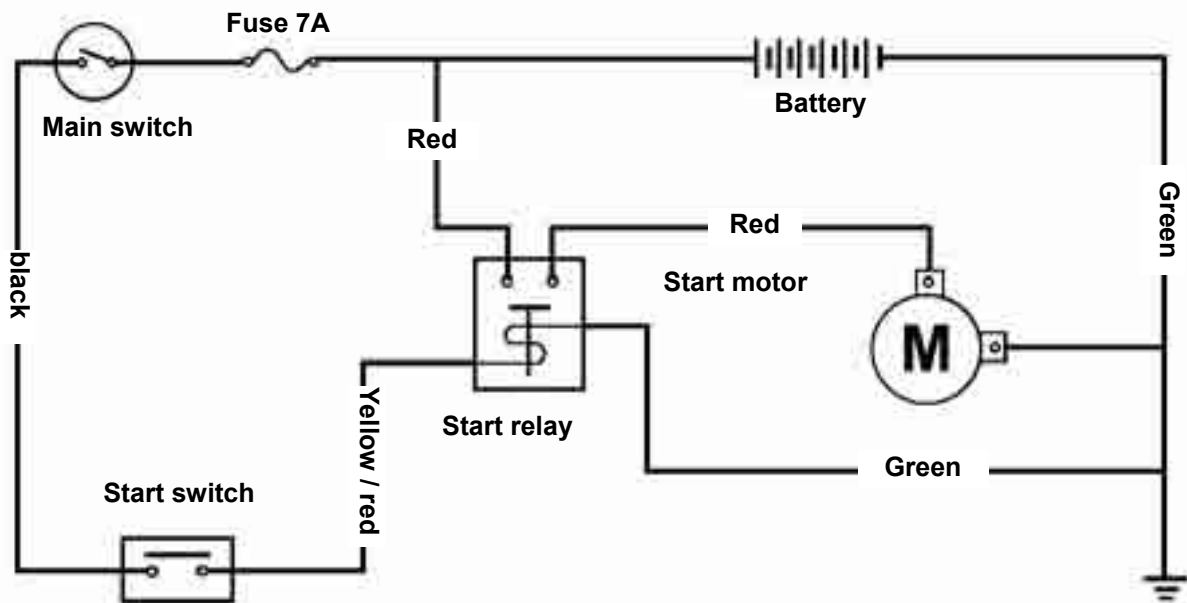 Fuse 7A
Main switch
Battery
Red
Red
Green
black
Start motor
M
Start relay
Yellow / red
Green
Start switch